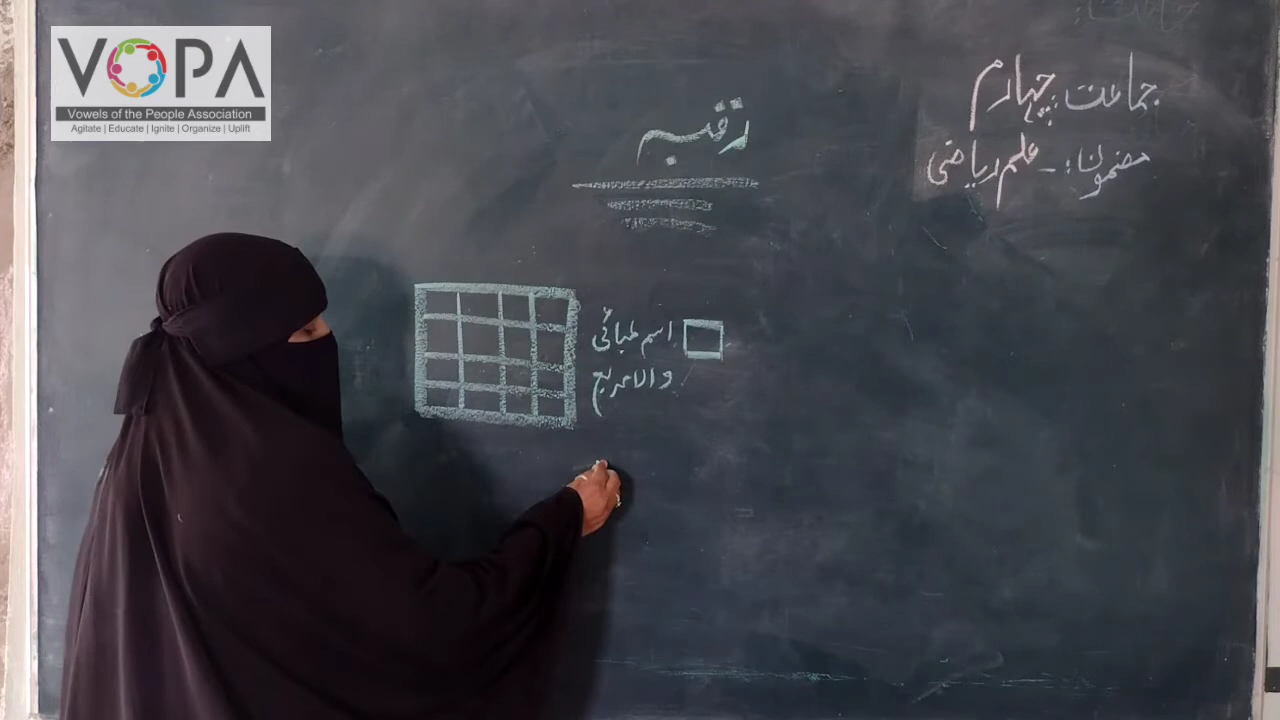 VOPA
Vowels of the People Association
Agitate | Educate | Ignite | Organize | Uplift
جماعت چہارم
مضمون :۔ علم ریاضی
رقبہ
اسم لمبائی
والا مربع